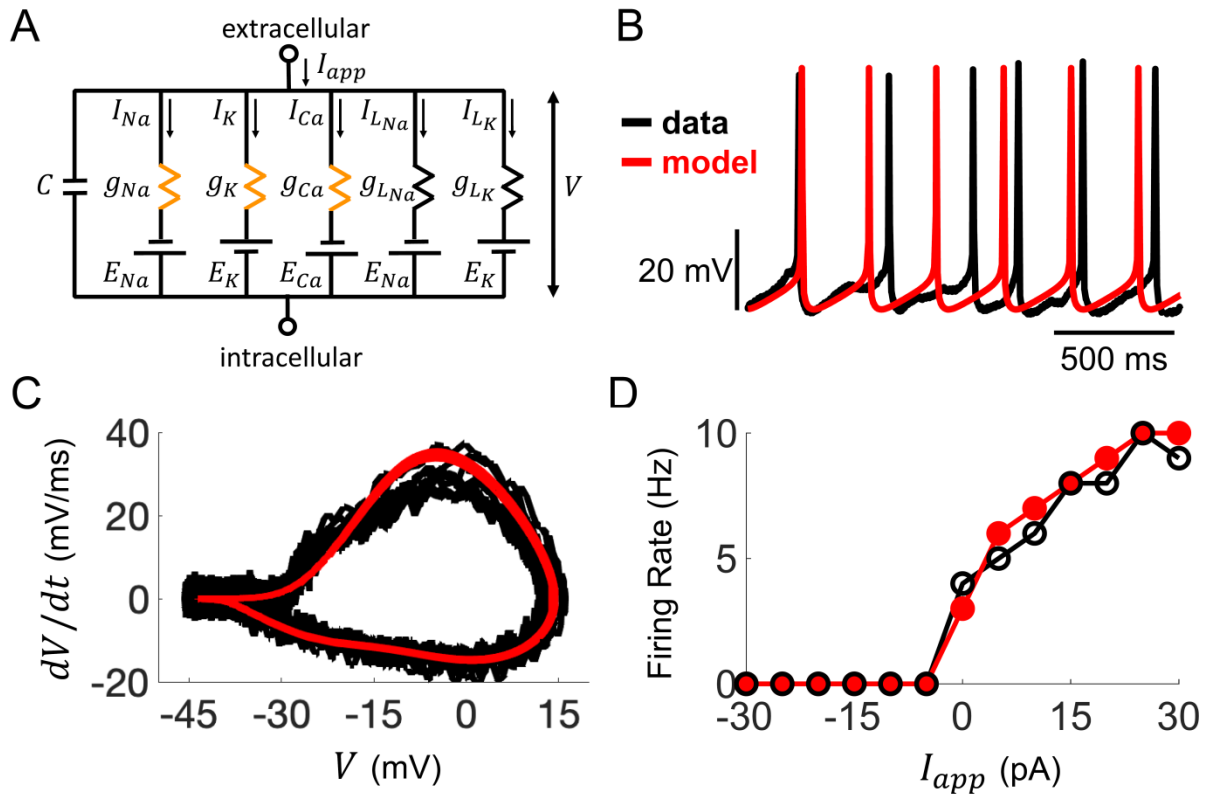 A
extracellular
I_app
I_Na I_K I_Ca I_L_Na I_L_K
C g_Na g_K g_Ca g_L_Na g_L_K V
E_Na E_K E_Ca E_Na E_K
intracellular
B
data
model
20 mV
500 ms
C
dV/dt (mV/ms)
40
20
0
-20
-45 -30 -15 0 15
V (mV)
D
Firing Rate (Hz)
10
5
0
-30 -15 0 15 30
I_app (pA)